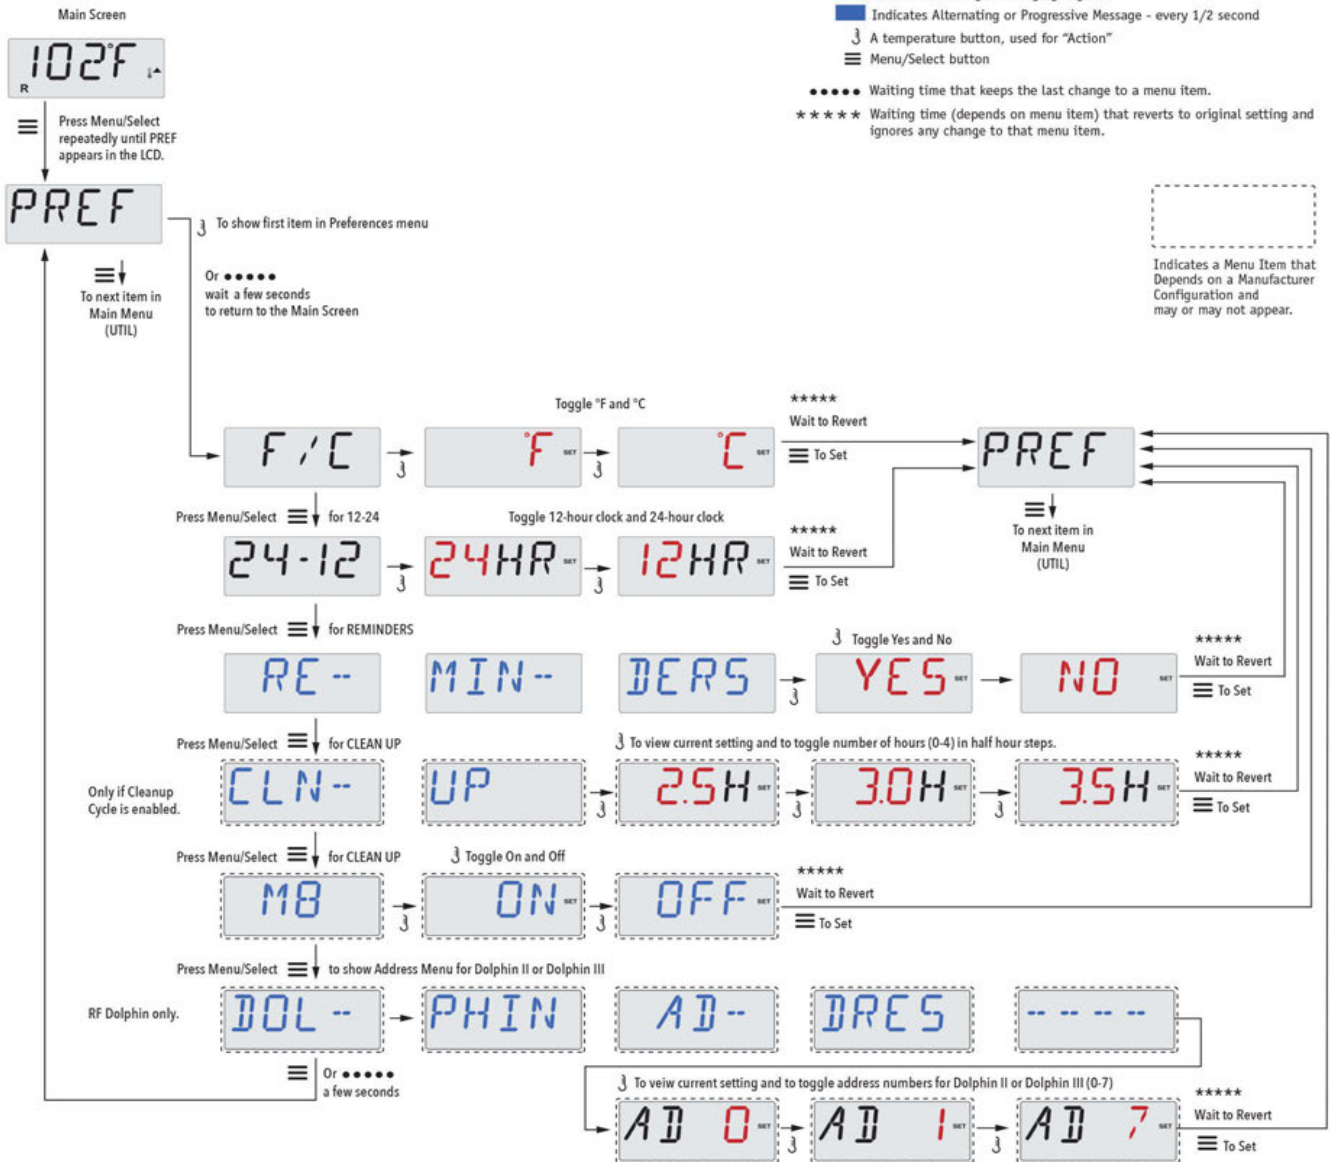 Main Screen
102°F
R
Press Menu/Select
repeatedly until PREF
appears in the LCD.
Indicates Alternating or Progressive Message - every 1/2 second
A temperature button, used for “Action”
Menu/Select button
••••• Waiting time that keeps the last change to a menu item.
***** Waiting time (depends on menu item) that reverts to original setting and
ignores any change to that menu item.
PREF
To show first item in Preferences menu
Or •••••
wait a few seconds
to return to the Main Screen
To next item in
Main Menu
(UTIL)
Indicates a Menu Item that
Depends on a Manufacturer
Configuration and
may or may not appear.
Toggle °F and °C
*****
Wait to Revert
To Set
F/C
°F SET
°C SET
PREF
To next item in
Main Menu
(UTIL)
Press Menu/Select for 12-24
Toggle 12-hour clock and 24-hour clock
*****
Wait to Revert
To Set
24-12
24HR SET
12HR SET
Press Menu/Select for REMINDERS
Toggle Yes and No
*****
Wait to Revert
To Set
RE--
MIN--
DERS
YES SET
NO SET
Press Menu/Select for CLEAN UP
To view current setting and to toggle number of hours (0-4) in half hour steps.
*****
Wait to Revert
To Set
Only if Cleanup
Cycle is enabled.
CLN--
UP
2.5H SET
3.0H SET
3.5H SET
Press Menu/Select for CLEAN UP
Toggle On and Off
*****
Wait to Revert
To Set
M8
ON SET
OFF SET
Press Menu/Select to show Address Menu for Dolphin II or Dolphin III
RF Dolphin only.
DOL--
PHIN
AD--
DRES
-- -- -- --
Or •••••
a few seconds
To veiw current setting and to toggle address numbers for Dolphin II or Dolphin III (0-7)
*****
Wait to Revert
To Set
AD 0 SET
AD 1 SET
AD 7 SET